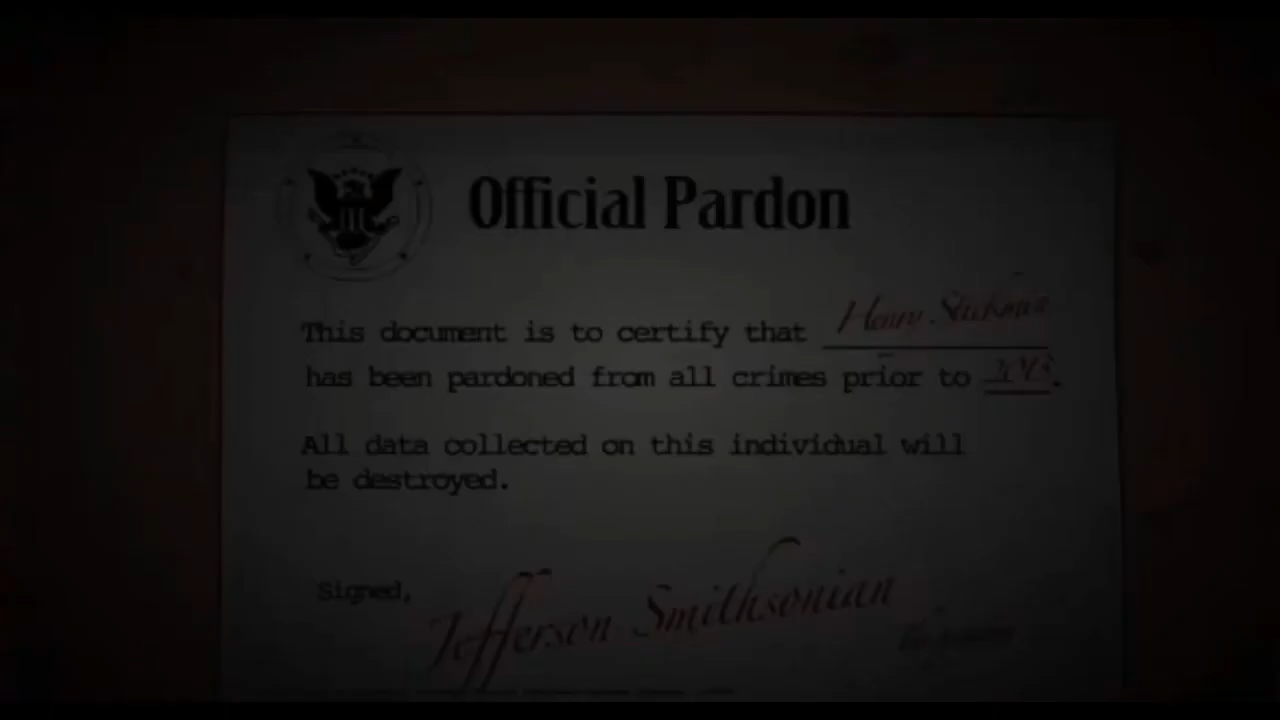 Official Pardon
This document is to certify that Henry Stickmin
has been pardoned from all crimes prior to
All data collected on this individual will
be destroyed.
Signed,
Jefferson Smithsonian